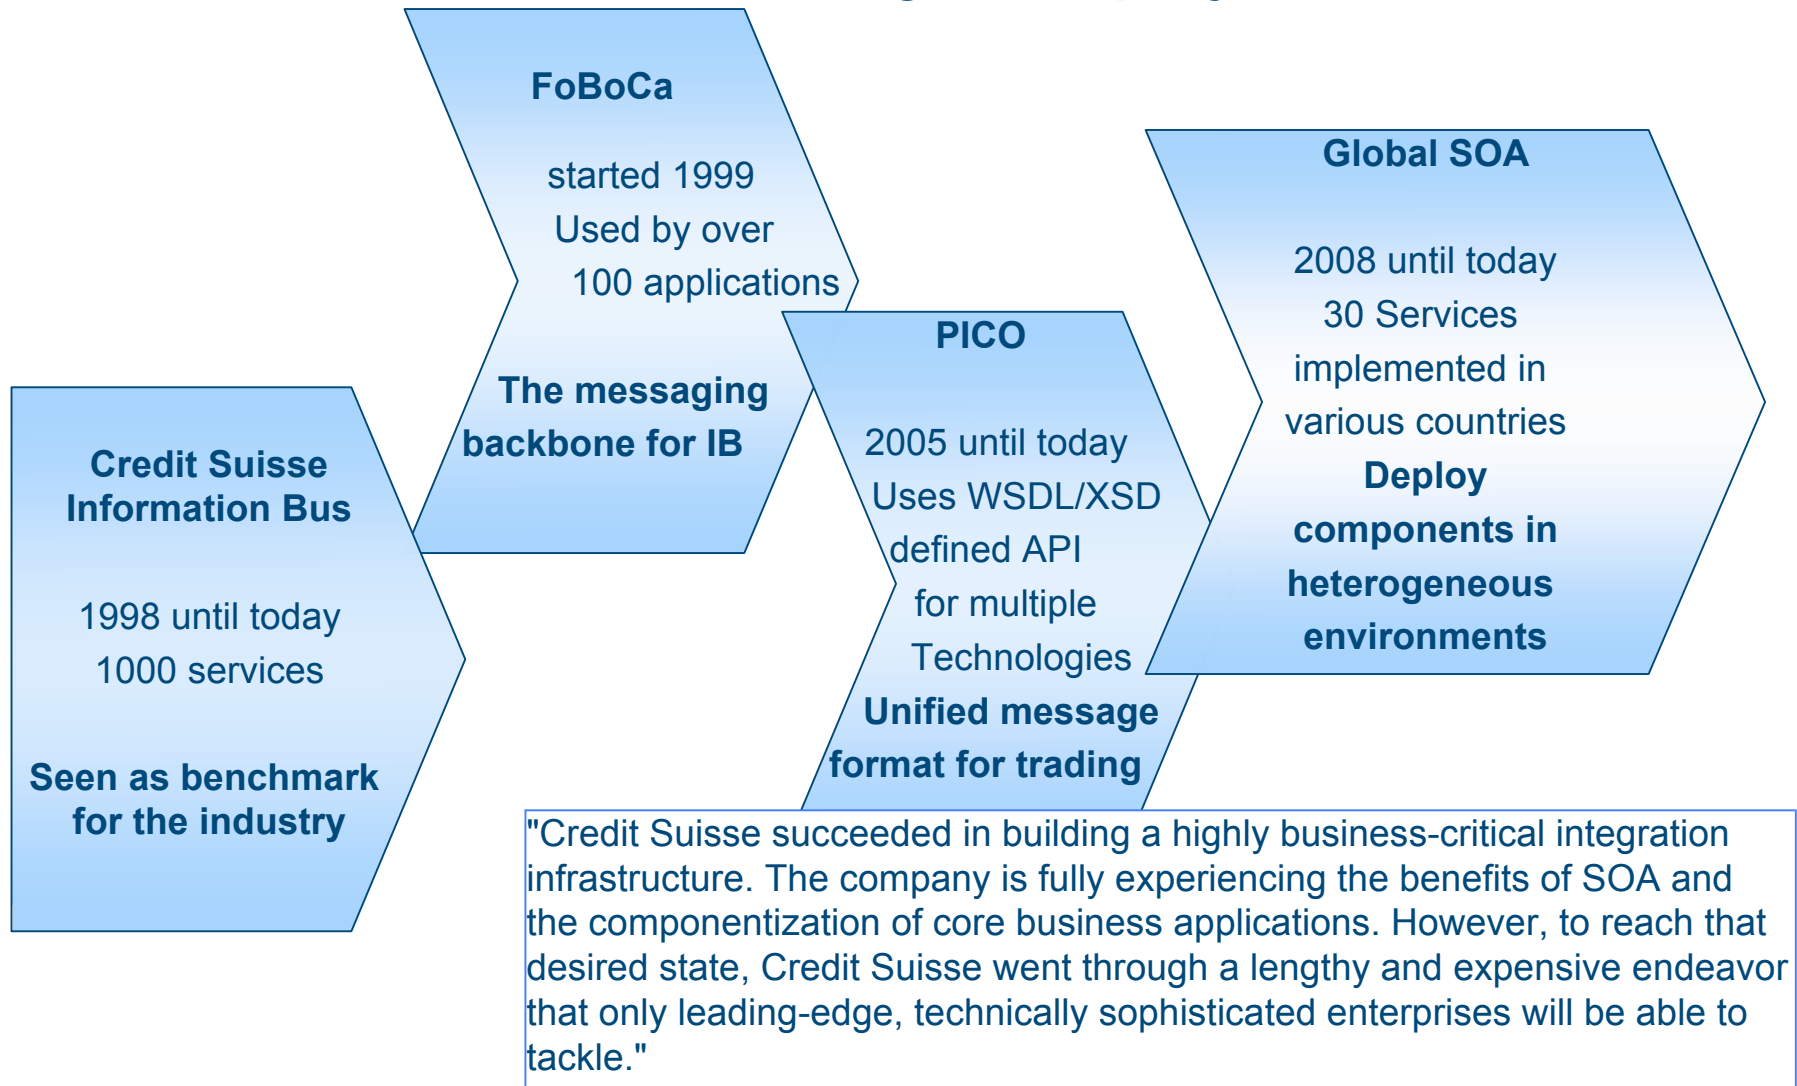 Credit Suisse
Information Bus
1998 until today
1000 services
Seen as benchmark
for the industry
FoBoCa
started 1999
Used by over
100 applications
The messaging
backbone for IB
PICO
2005 until today
Uses WSDL/XSD
defined API
for multiple
Technologies
Unified message
format for trading
Global SOA
2008 until today
30 Services
implemented in
various countries
Deploy
components in
heterogeneous
environments
"Credit Suisse succeeded in building a highly business-critical integration
infrastructure. The company is fully experiencing the benefits of SOA and
the componentization of core business applications. However, to reach that
desired state, Credit Suisse went through a lengthy and expensive endeavor
that only leading-edge, technically sophisticated enterprises will be able to
tackle."